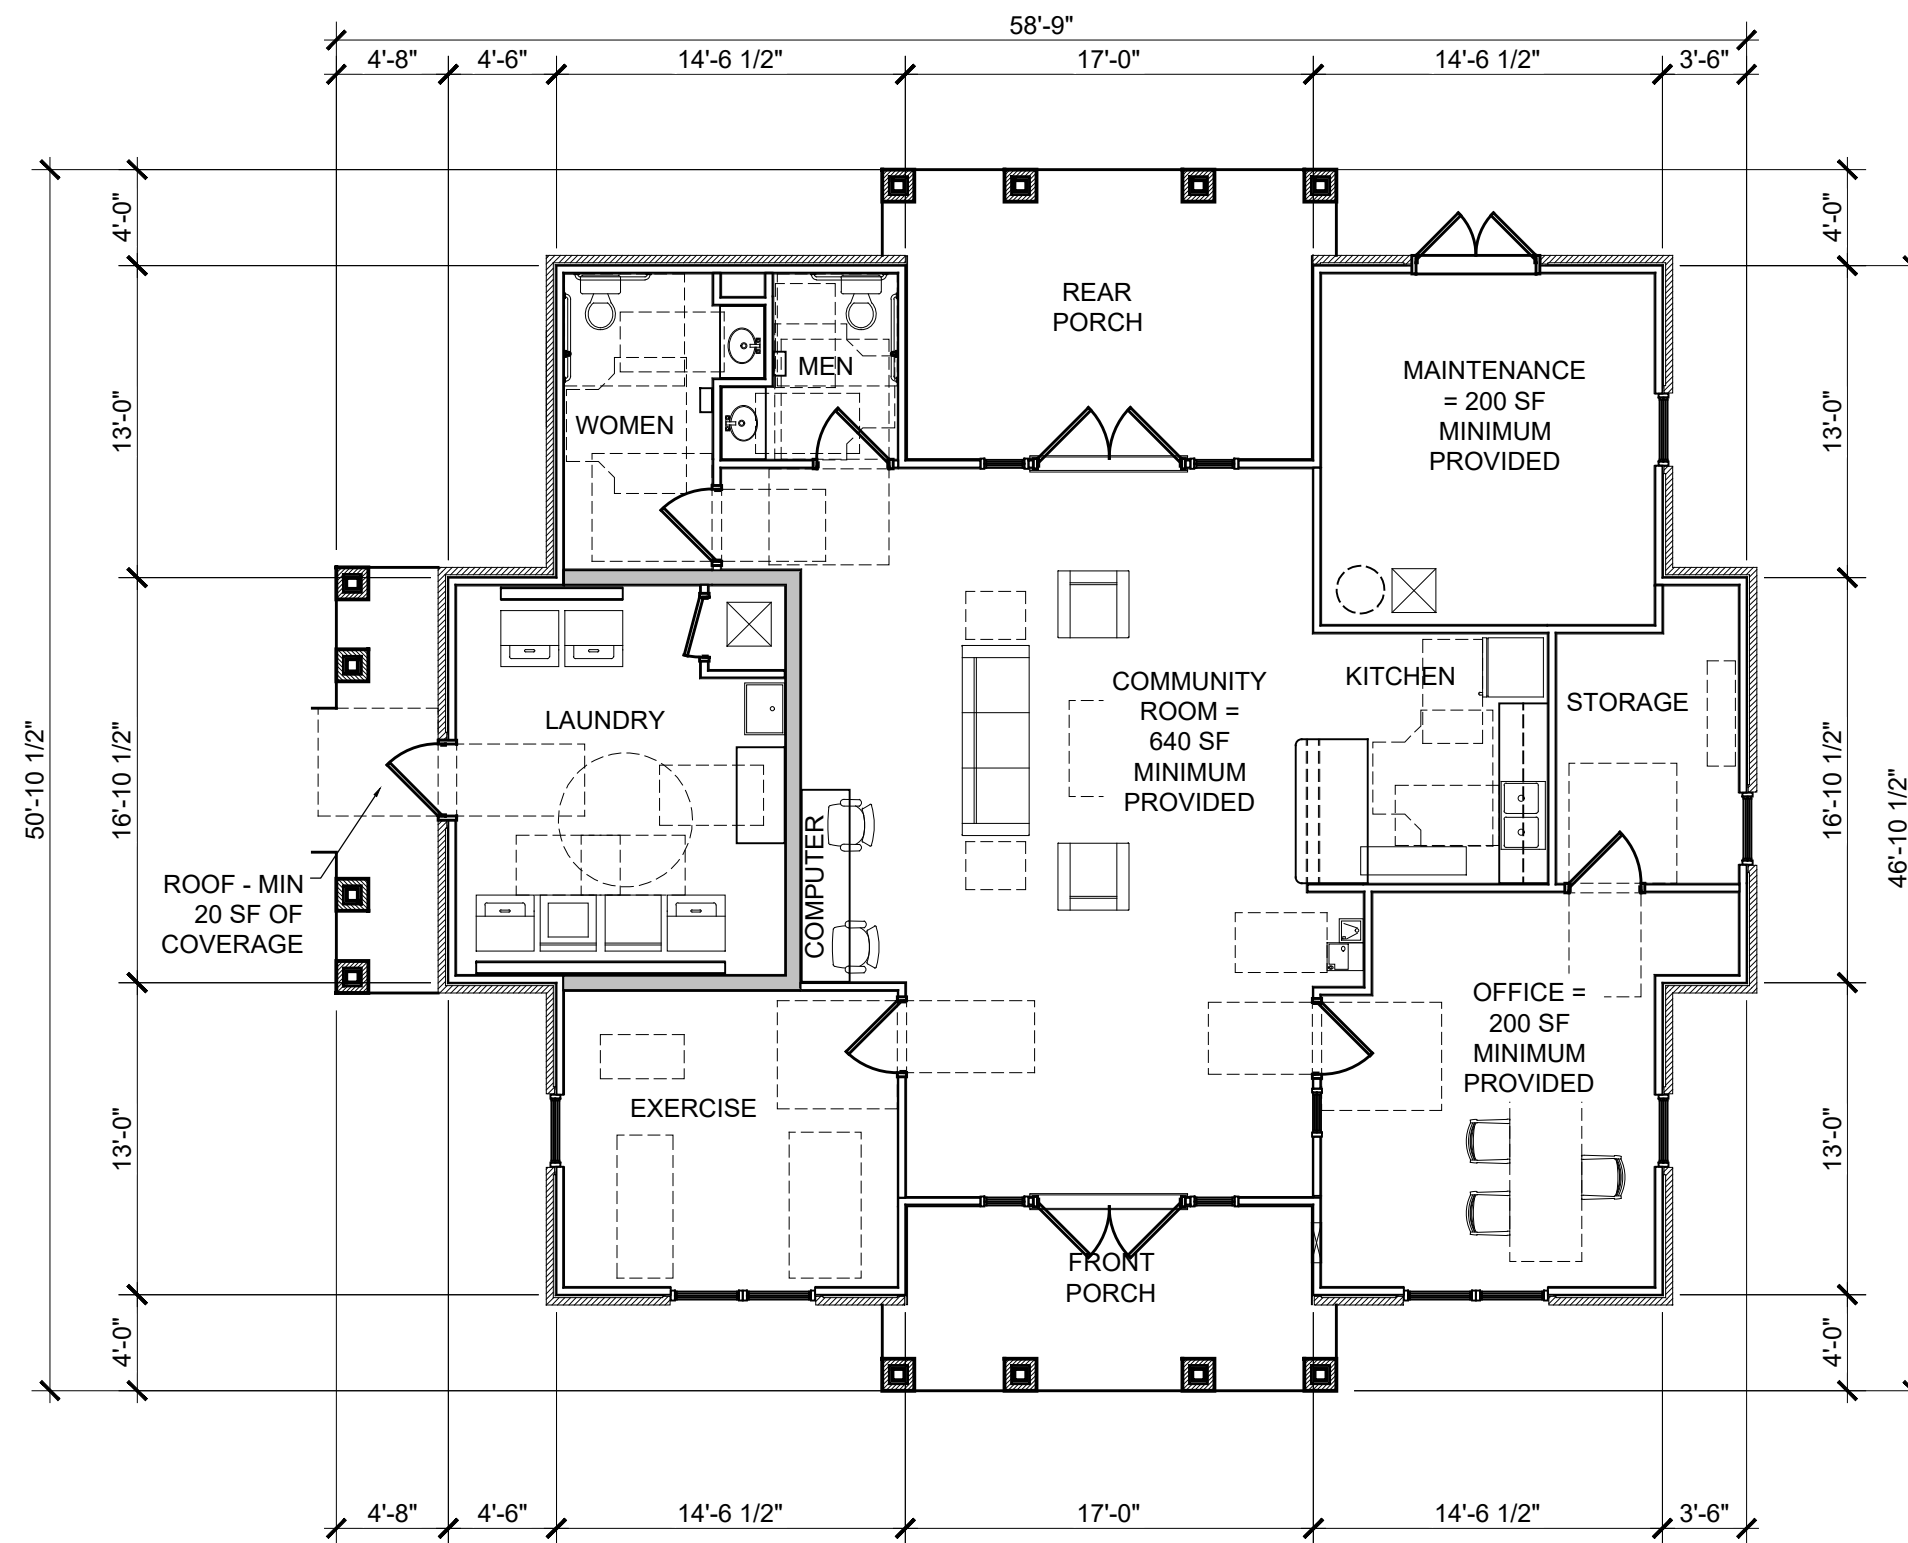 58'-9"
4'-8"
4'-6"
14'-6 1/2"
17'-0"
14'-6 1/2"
3'-6"
4'-0"
4'-0"
REAR
PORCH
MEN
WOMEN
MAINTENANCE
= 200 SF
MINIMUM
PROVIDED
13'-0"
13'-0"
KITCHEN
COMMUNITY
ROOM =
640 SF
MINIMUM
PROVIDED
STORAGE
LAUNDRY
50'-10 1/2"
16'-10 1/2"
16'-10 1/2"
46'-10 1/2"
COMPUTER
ROOF - MIN
20 SF OF
COVERAGE
OFFICE =
200 SF
MINIMUM
PROVIDED
EXERCISE
13'-0"
13'-0"
FRONT
PORCH
4'-0"
4'-0"
4'-8"
4'-6"
14'-6 1/2"
17'-0"
14'-6 1/2"
3'-6"